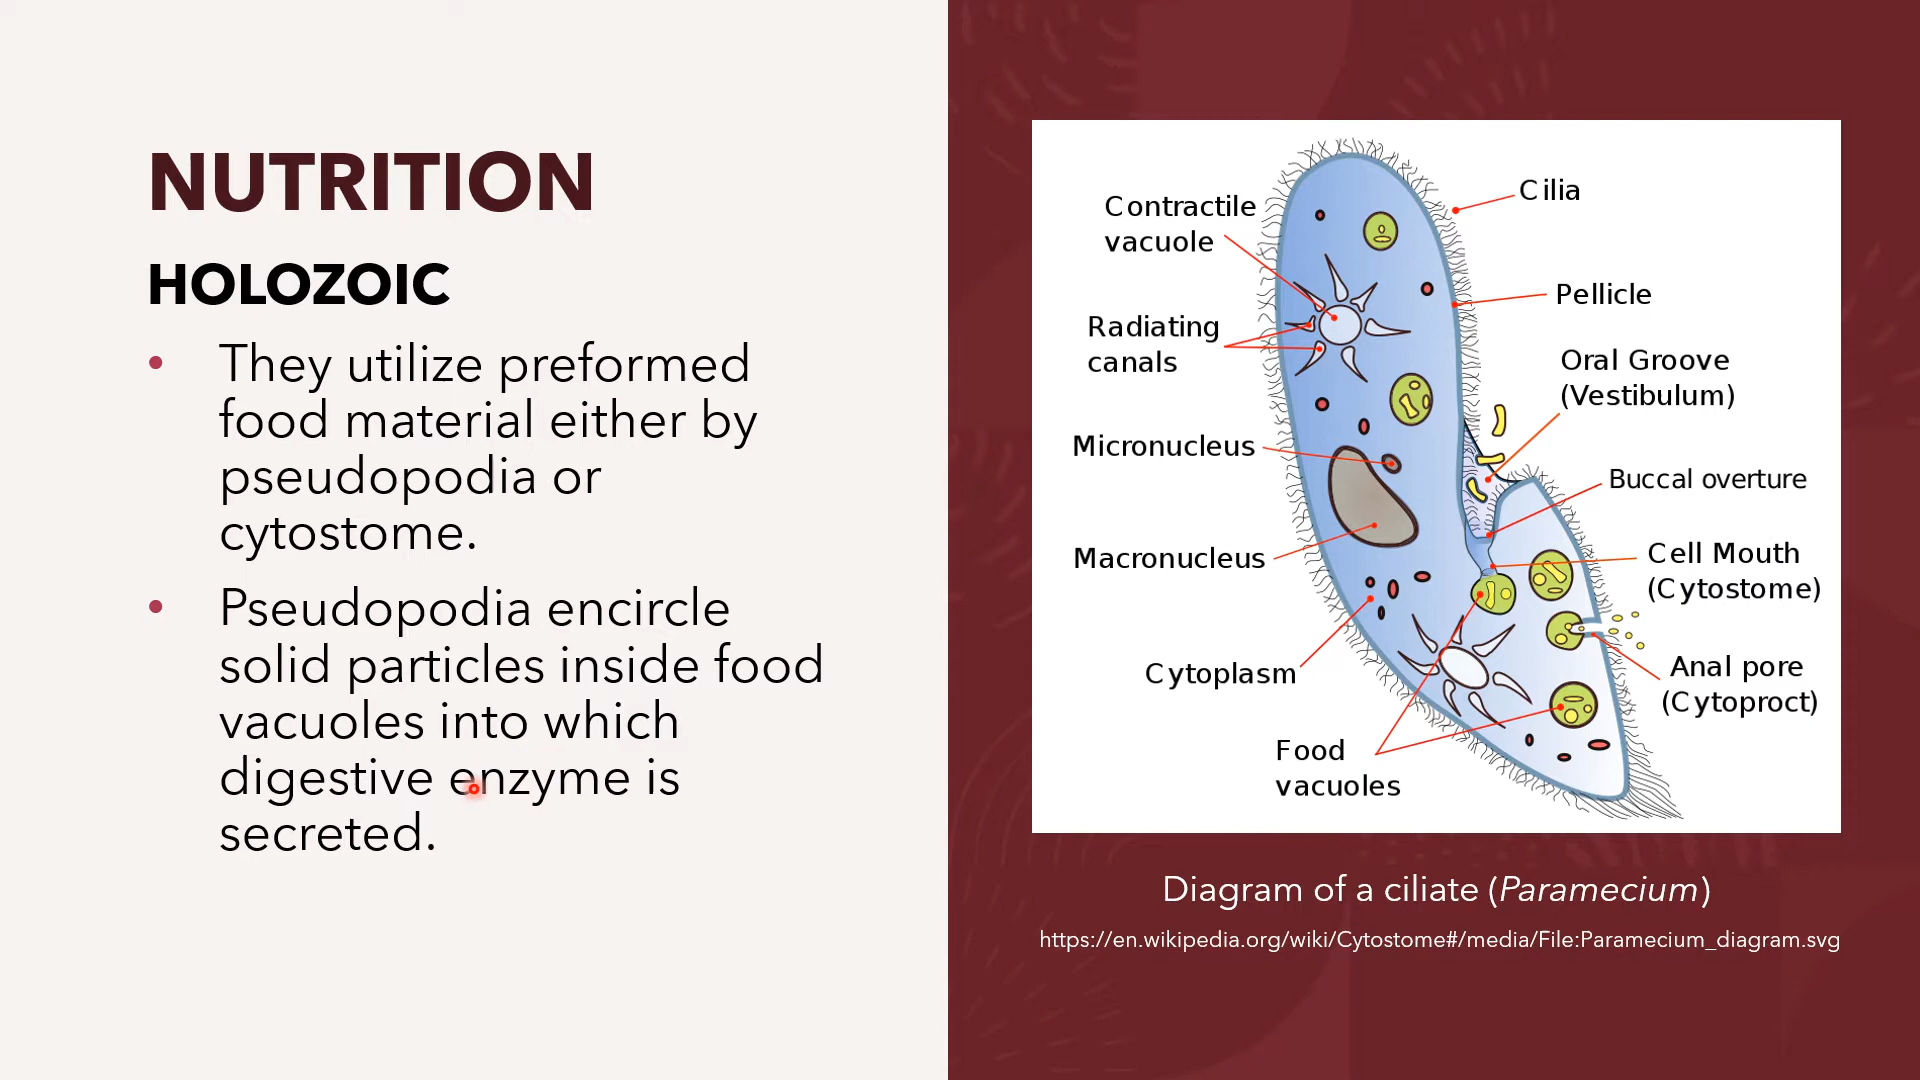 NUTRITION
HOLOZOIC
• They utilize preformed
food material either by
pseudopodia or
cytostome.
• Pseudopodia encircle
solid particles inside food
vacuoles into which
digestive enzyme is
secreted.
Contractile
vacuole
Radiating
canals
Micronucleus
Macronucleus
Cytoplasm
Food
vacuoles
Cilia
Pellicle
Oral Groove
(Vestibulum)
Buccal overture
Cell Mouth
(Cytostome)
Anal pore
(Cytoproct)
Diagram of a ciliate (Paramecium)
https://en.wikipedia.org/wiki/Cytostome#/media/File:Paramecium_diagram.svg